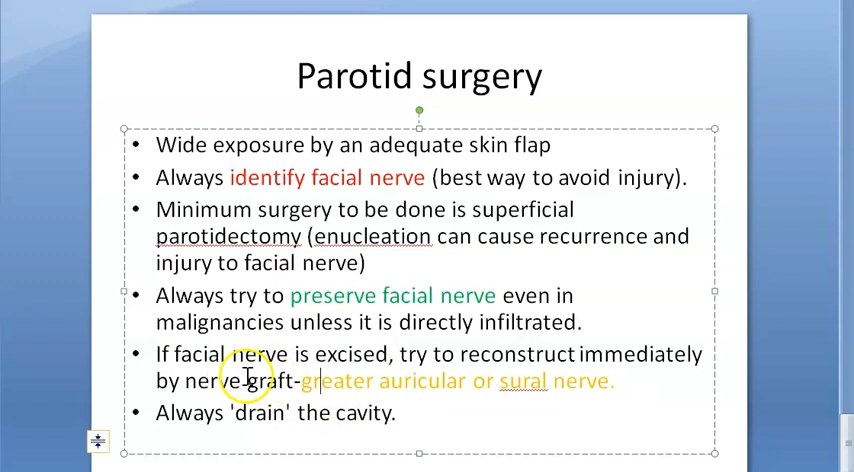 Parotid surgery
• Wide exposure by an adequate skin flap
• Always identify facial nerve (best way to avoid injury).
• Minimum surgery to be done is superficial
parotidectomy (enucleation can cause recurrence and
injury to facial nerve)
• Always try to preserve facial nerve even in
malignancies unless it is directly infiltrated.
• If facial nerve is excised, try to reconstruct immediately
by nerve graft-greater auricular or sural nerve.
• Always 'drain' the cavity.